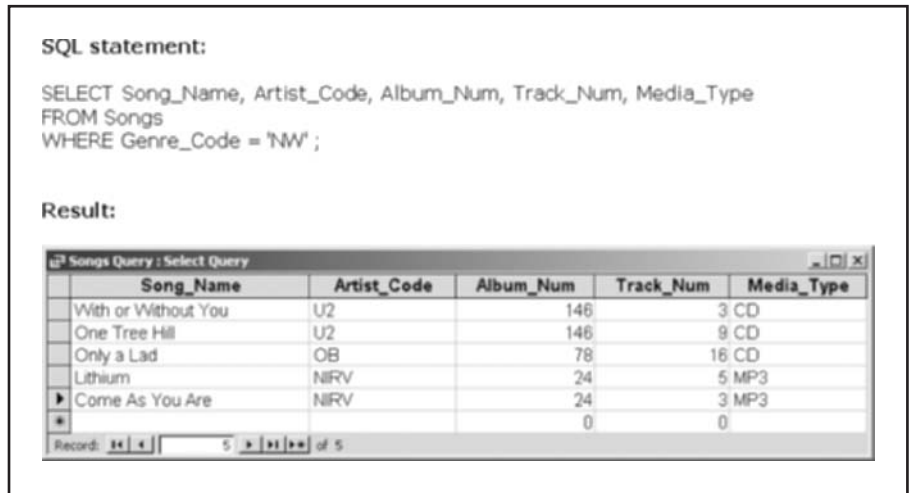 SQL statement:
SELECT Song_Name, Artist_Code, Album_Num, Track_Num, Media_Type
FROM Songs
WHERE Genre_Code = 'NW' ;
Result:
Songs Query : Select Query
Song_Name Artist_Code Album_Num Track_Num Media_Type
With or Without You U2 146 3 CD
One Tree Hill U2 146 9 CD
Only a Lad OB 78 16 CD
Lithium NIRV 24 5 MP3
Come As You Are NIRV 24 3 MP3
0 0
Record: 5 of 5